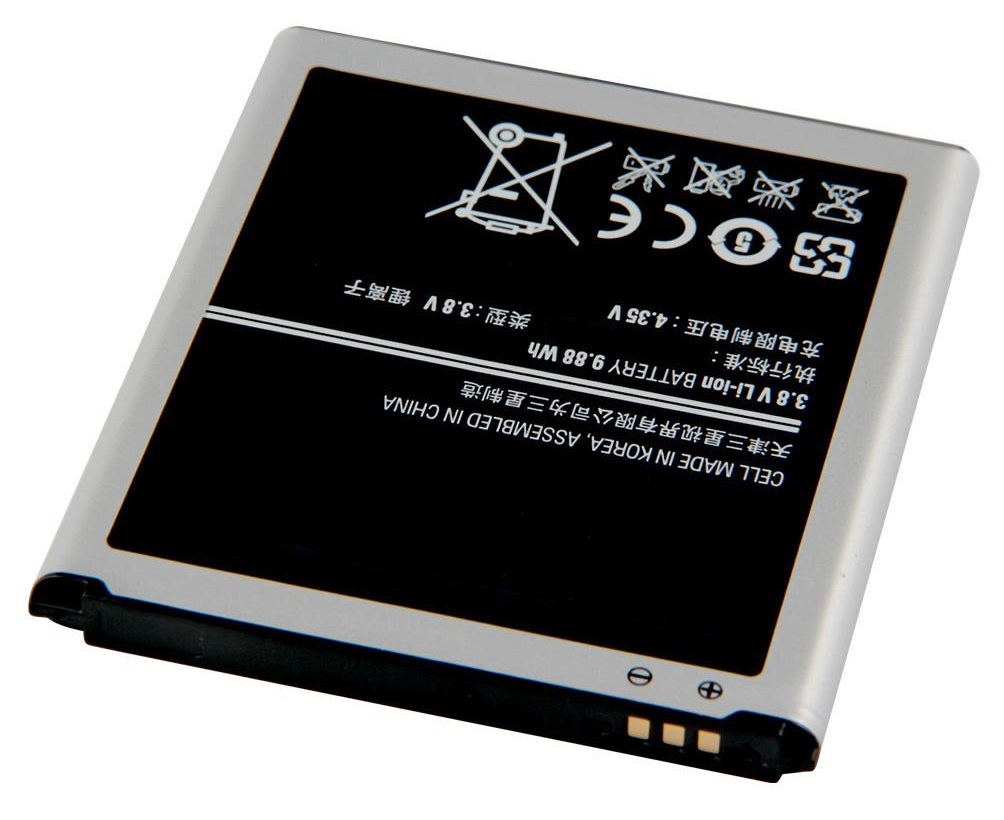 CELL MADE IN KOREA, ASSEMBLED IN CHINA
天津三星视界有限公司为三星制造
3.8 V Li-ion BATTERY 9.88 Wh
执行标准：
充电限制电压：4.35 V
类型：3.8 V 锂离子
5
CE